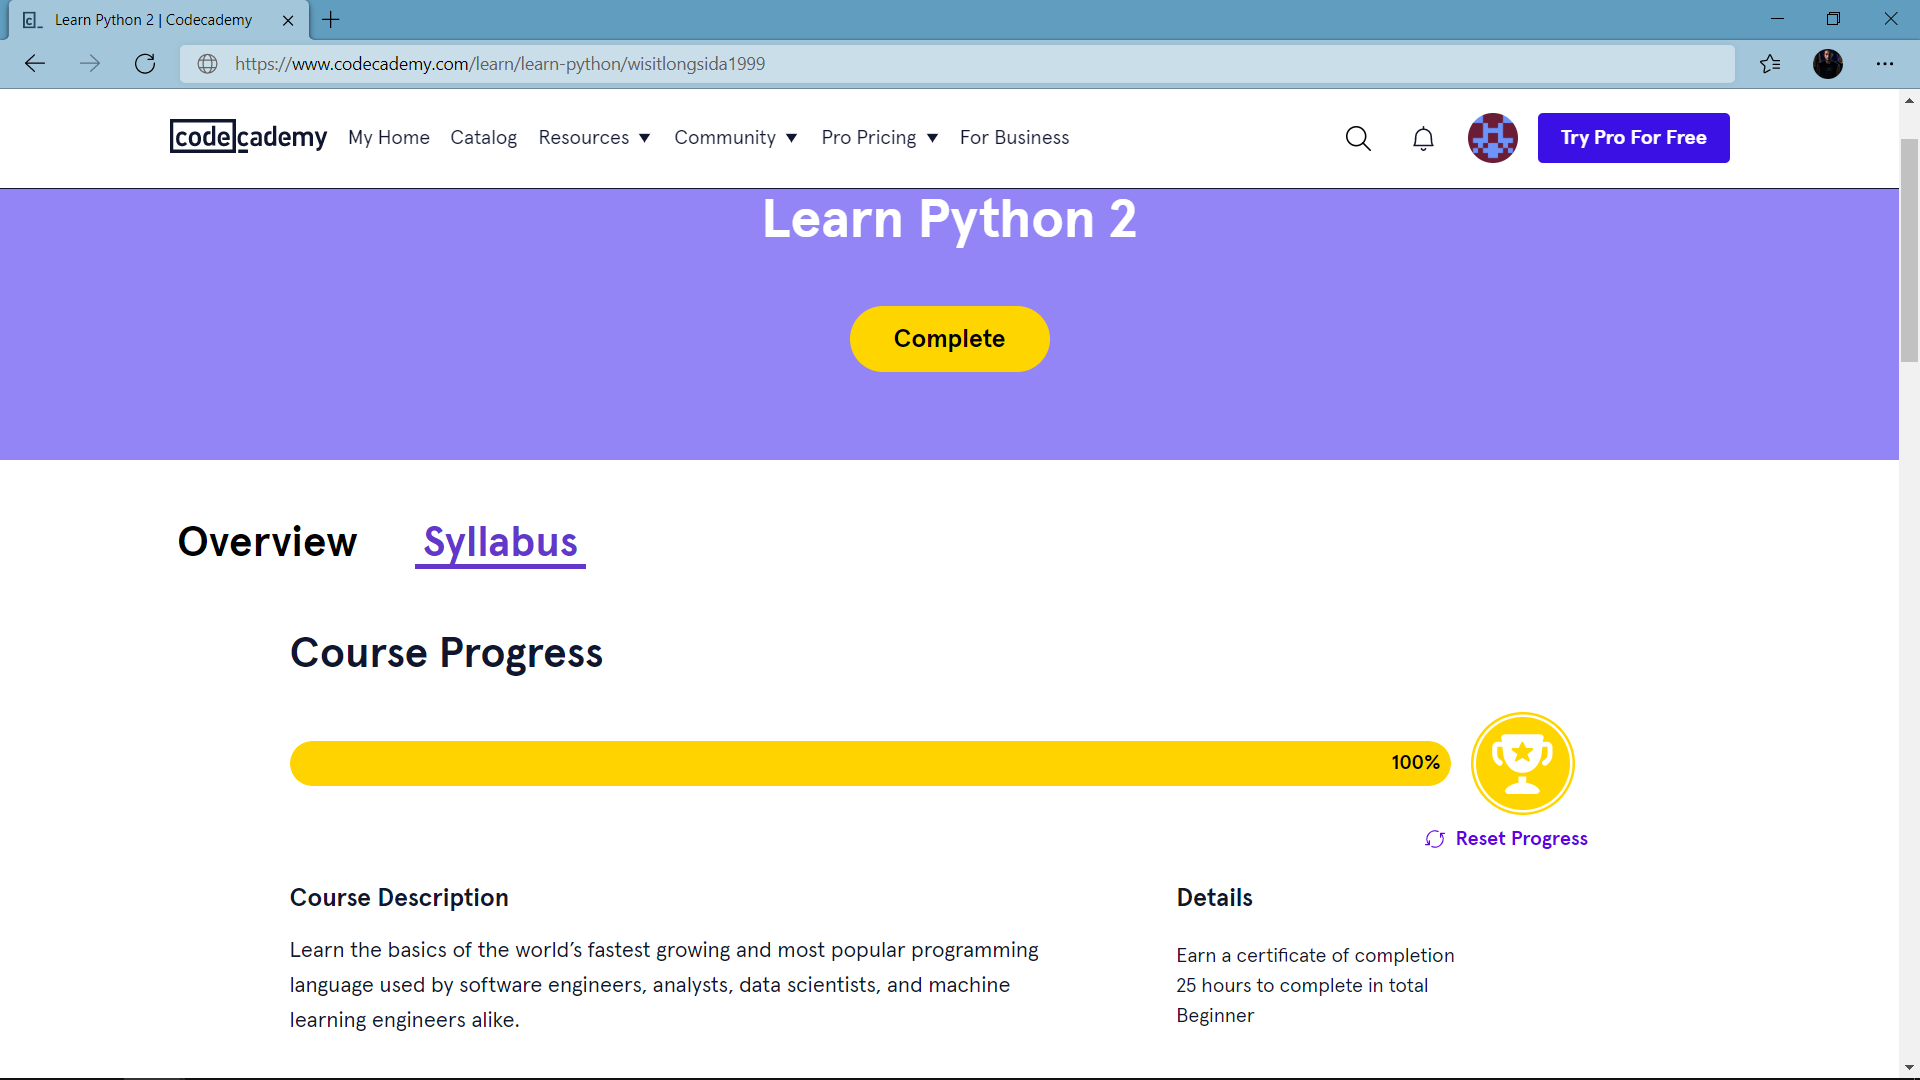 Learn Python 2 | Codecademy
https://www.codecademy.com/learn/learn-python/wisitlongsida1999
codecademy My Home Catalog Resources Community Pro Pricing For Business Try Pro For Free
Learn Python 2
Complete
Overview Syllabus
Course Progress
100%
Reset Progress
Course Description
Learn the basics of the world’s fastest growing and most popular programming
language used by software engineers, analysts, data scientists, and machine
learning engineers alike.
Details
Earn a certificate of completion
25 hours to complete in total
Beginner